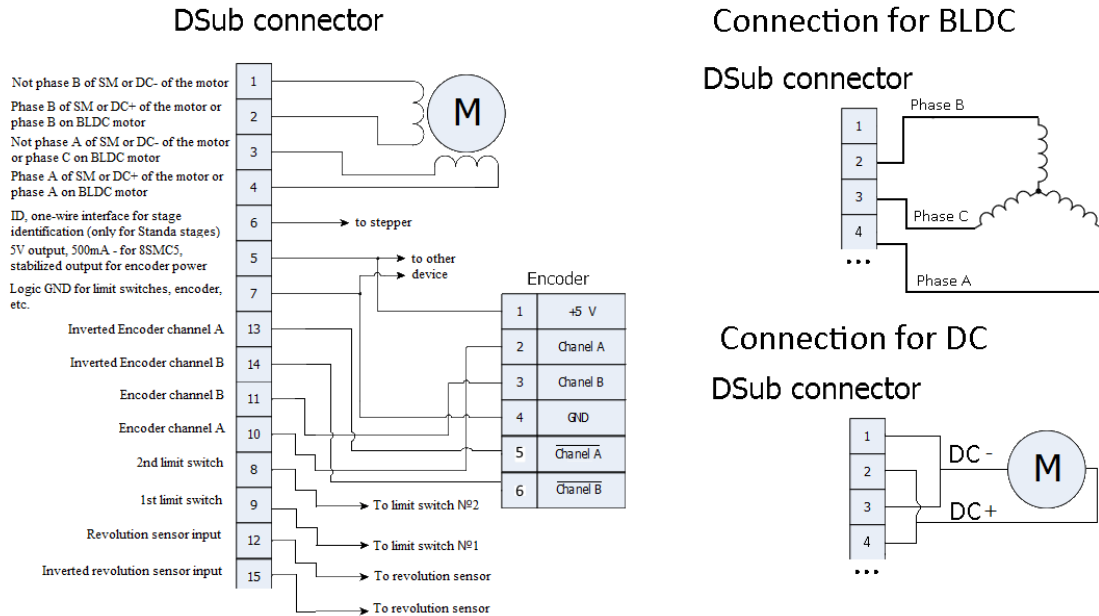 DSub connector
Not phase B of SM or DC- of the motor
1
Phase B of SM or DC+ of the motor or
phase B on BLDC motor
2
Not phase A of SM or DC- of the motor
or phase C on BLDC motor
3
Phase A of SM or DC+ of the motor or
phase A on BLDC motor
4
M
ID, one-wire interface for stage
identification (only for Standa stages)
6
to stepper
5V output, 500mA - for 8SMC5,
stabilized output for encoder power
5
to other
device
Logic GND for limit switches, encoder,
etc.
7
Inverted Encoder channel A
13
Inverted Encoder channel B
14
Encoder channel B
11
Encoder channel A
10
2nd limit switch
8
To limit switch №2
1st limit switch
9
To limit switch №1
Revolution sensor input
12
To revolution sensor
Inverted revolution sensor input
15
To revolution sensor
Encoder
1 +5 V
2 Chanel A
3 Chanel B
4 GND
5 Chanel A
6 Chanel B
Connection for BLDC
DSub connector
1
2
3
4
...
Phase B
Phase C
Phase A
Connection for DC
DSub connector
1
2
3
4
...
DC -
DC+
M